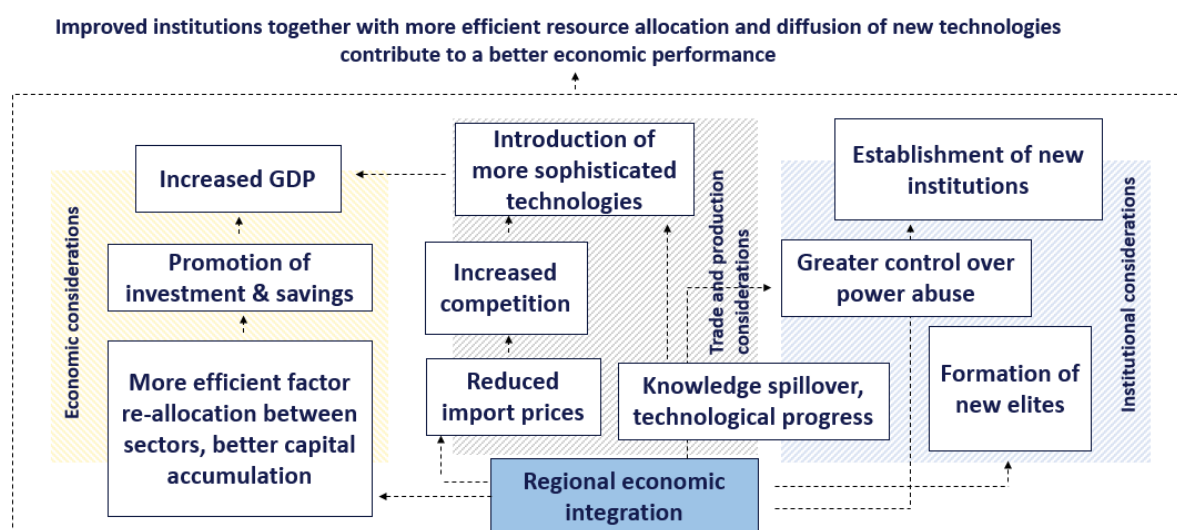 Improved institutions together with more efficient resource allocation and diffusion of new technologies
contribute to a better economic performance
Economic considerations
Increased GDP
Promotion of
investment & savings
More efficient factor
re-allocation between
sectors, better capital
accumulation
Introduction of
more sophisticated
technologies
Increased
competition
Reduced
import prices
Trade and production
considerations
Knowledge spillover,
technological progress
Regional economic
integration
Establishment of new
institutions
Greater control over
power abuse
Formation of
new elites
Institutional considerations